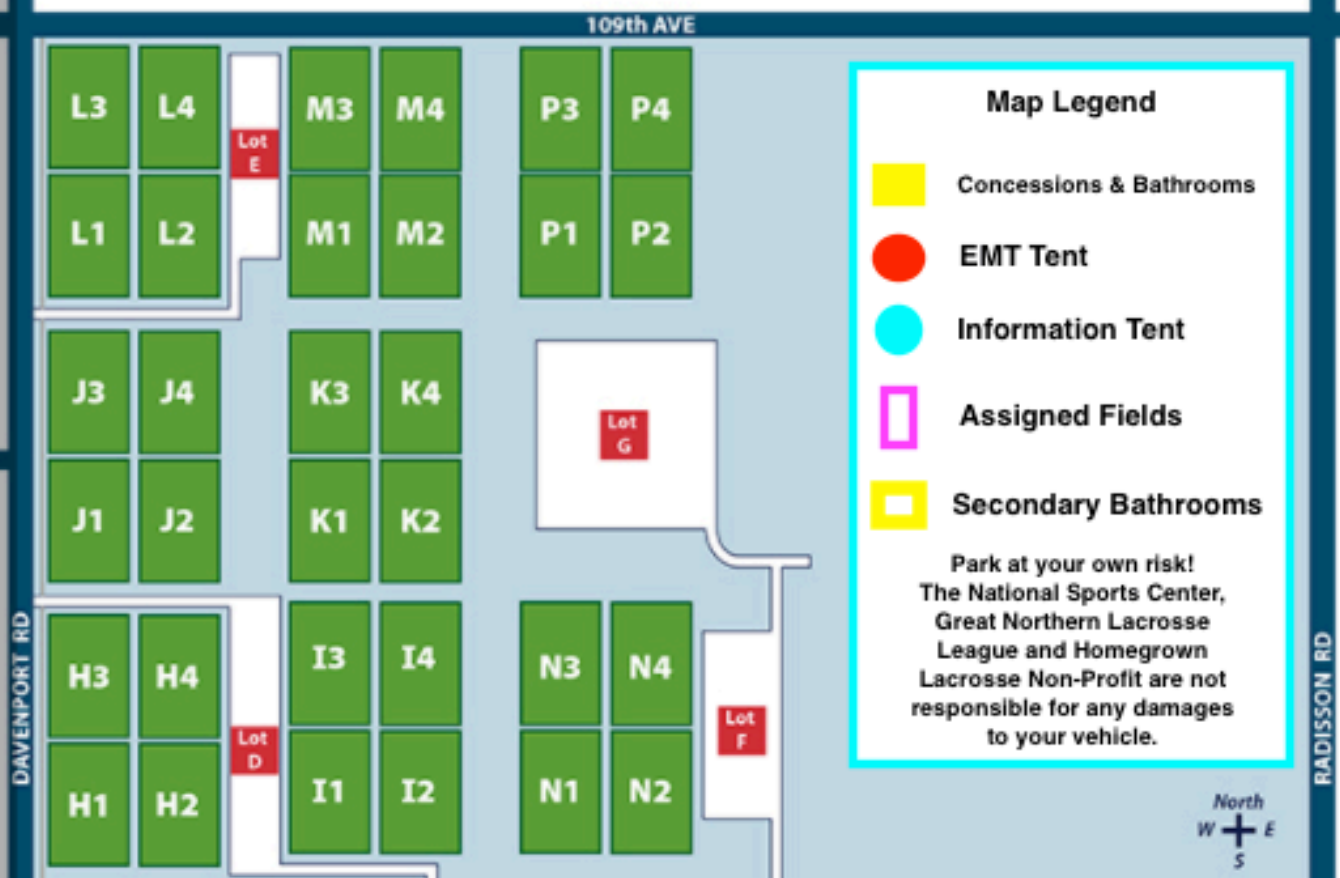 109th AVE
L3 L4 M3 M4 P3 P4
Lot
E
L1 L2 M1 M2 P1 P2
J3 J4 K3 K4
Lot
G
J1 J2 K1 K2
H3 H4 I3 I4 N3 N4
Lot
D
Lot
F
H1 H2 I1 I2 N1 N2
DAVENPORT RD
Map Legend
Concessions & Bathrooms
EMT Tent
Information Tent
Assigned Fields
Secondary Bathrooms
Park at your own risk!
The National Sports Center,
Great Northern Lacrosse
League and Homegrown
Lacrosse Non-Profit are not
responsible for any damages
to your vehicle.
RADISSON RD
North
W E
S